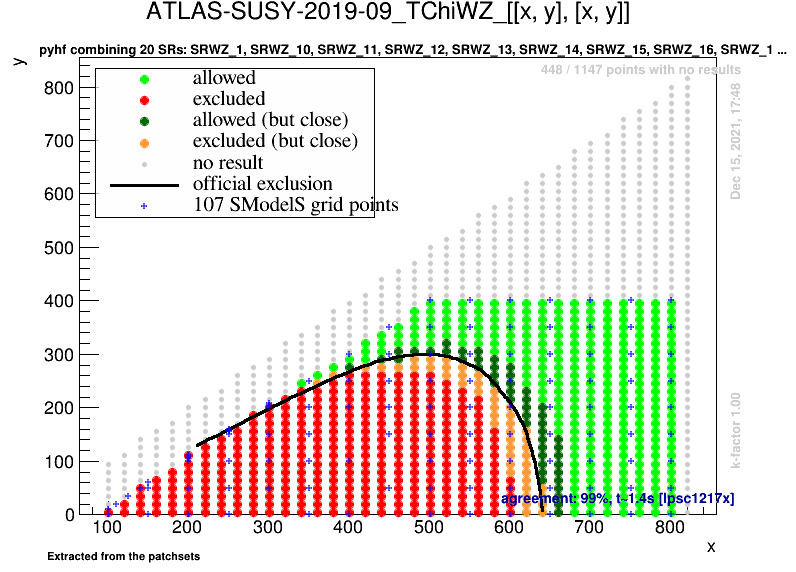 ATLAS-SUSY-2019-09_TChiWZ_[[x, y], [x, y]]
pyhf combining 20 SRs: SRWZ_1, SRWZ_10, SRWZ_11, SRWZ_12, SRWZ_13, SRWZ_14, SRWZ_15, SRWZ_16, SRWZ_1 ...
y
448 / 1147 points with no results
allowed
excluded
allowed (but close)
excluded (but close)
no result
official exclusion
107 SModelS grid points
Dec 15, 2021, 17:48
k-factor 1.00
800
700
600
500
400
300
200
100
0
agreement: 99%, t~1.4s [lpsc1217x]
100 200 300 400 500 600 700 800
x
Extracted from the patchsets